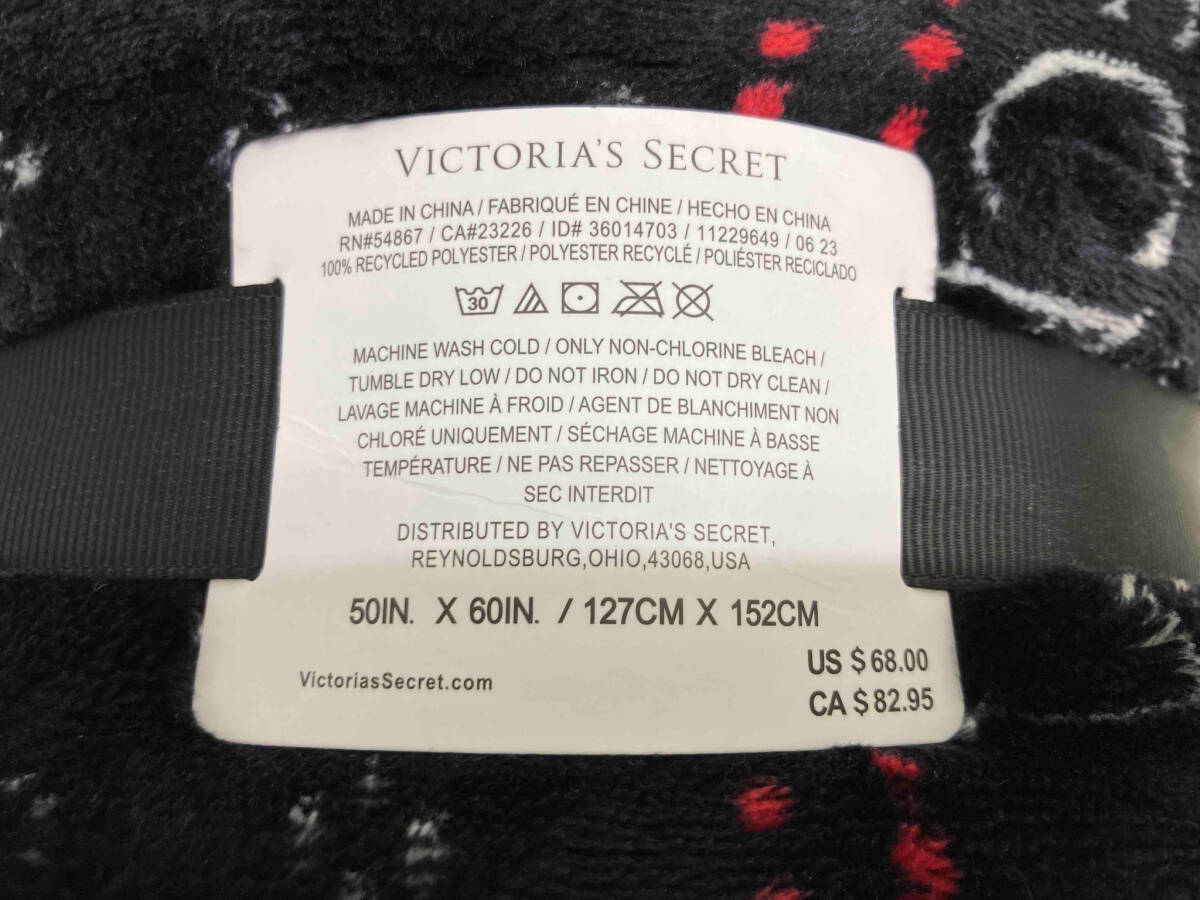 VICTORIA'S SECRET
MADE IN CHINA / FABRIQUÉ EN CHINE / HECHO EN CHINA
RN#54867 / CA#23226 / ID# 36014703 / 11229649 / 06 23
100% RECYCLED POLYESTER / POLYESTER RECYCLÉ / POLIÉSTER RECICLADO
30
MACHINE WASH COLD / ONLY NON-CHLORINE BLEACH /
TUMBLE DRY LOW / DO NOT IRON / DO NOT DRY CLEAN /
LAVAGE MACHINE À FROID / AGENT DE BLANCHIMENT NON
CHLORÉ UNIQUEMENT / SÉCHAGE MACHINE À BASSE
TEMPÉRATURE / NE PAS REPASSER / NETTOYAGE À
SEC INTERDIT
DISTRIBUTED BY VICTORIA'S SECRET,
REYNOLDSBURG,OHIO,43068,USA
50IN. X 60IN. / 127CM X 152CM
US $ 68.00
VictoriasSecret.com
CA $ 82.95